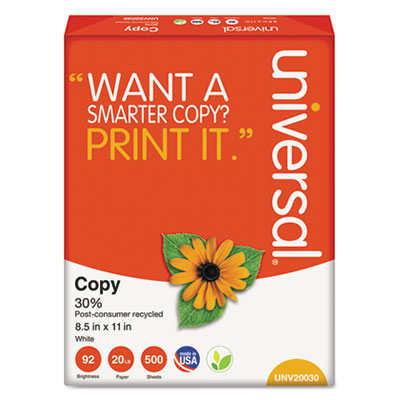 “WANT A
SMARTER COPY?
PRINT IT.”
universal®
Copy
30%
Post-consumer recycled
8.5 in x 11 in
White
92
Brightness
20 LB
Paper
500
Sheets
made in
USA
UNV20030